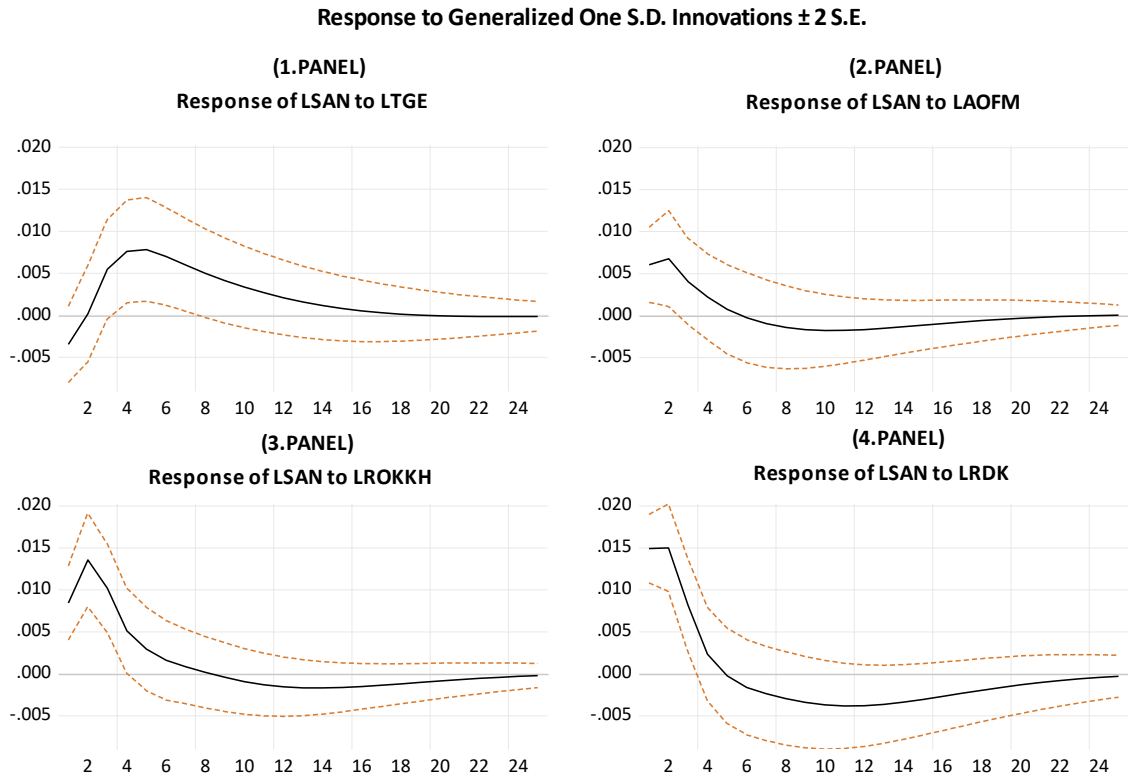 Response to Generalized One S.D. Innovations ± 2 S.E.
(1.PANEL)
Response of LSAN to LTGE
.020
.015
.010
.005
.000
-.005
2 4 6 8 10 12 14 16 18 20 22 24
(2.PANEL)
Response of LSAN to LAOFM
.020
.015
.010
.005
.000
-.005
2 4 6 8 10 12 14 16 18 20 22 24
(3.PANEL)
Response of LSAN to LROKKH
.020
.015
.010
.005
.000
-.005
2 4 6 8 10 12 14 16 18 20 22 24
(4.PANEL)
Response of LSAN to LRDK
.020
.015
.010
.005
.000
-.005
2 4 6 8 10 12 14 16 18 20 22 24